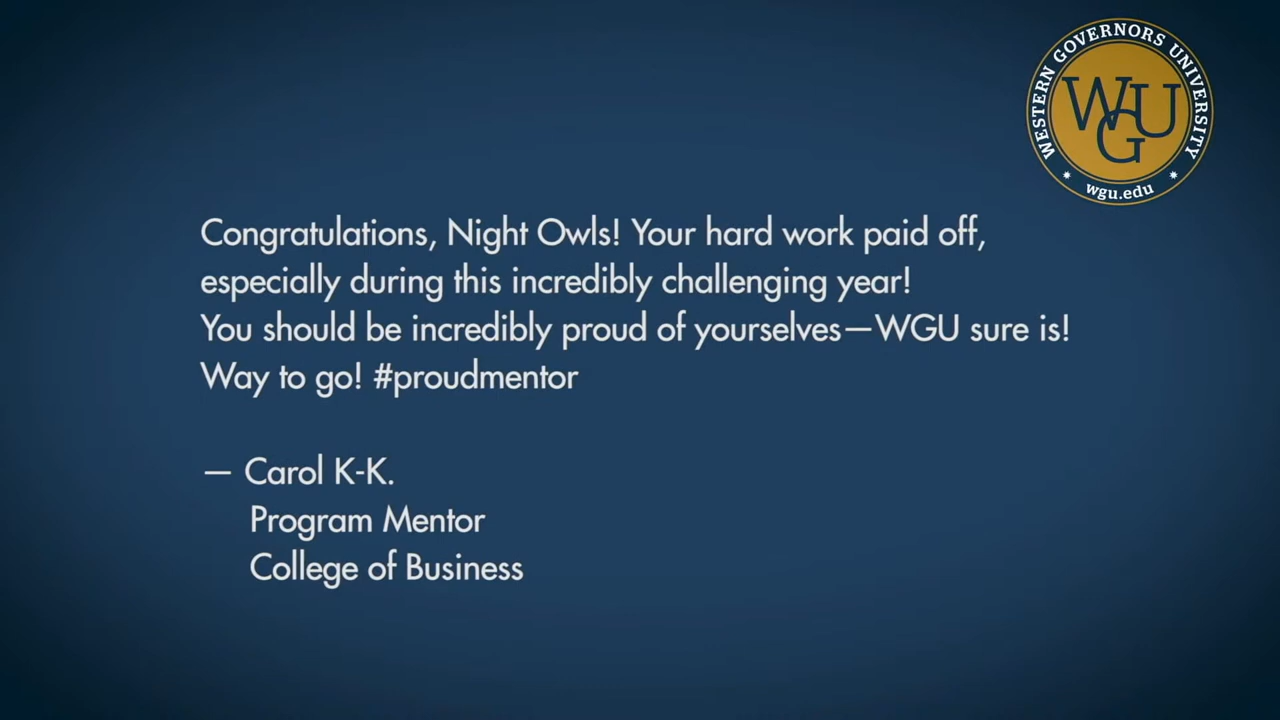 WESTERN GOVERNORS UNIVERSITY
WGU
wgu.edu
Congratulations, Night Owls! Your hard work paid off,
especially during this incredibly challenging year!
You should be incredibly proud of yourselves—WGU sure is!
Way to go! #proudmentor
— Carol K-K.
Program Mentor
College of Business